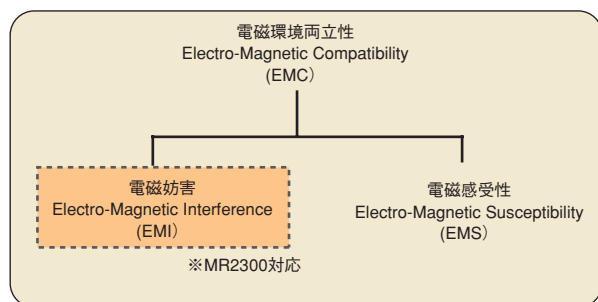 電磁環境両立性
Electro-Magnetic Compatibility
(EMC）
電磁妨害
Electro-Magnetic Interference
(EMI）
電磁感受性
Electro-Magnetic Susceptibility
(EMS）
※MR2300対応